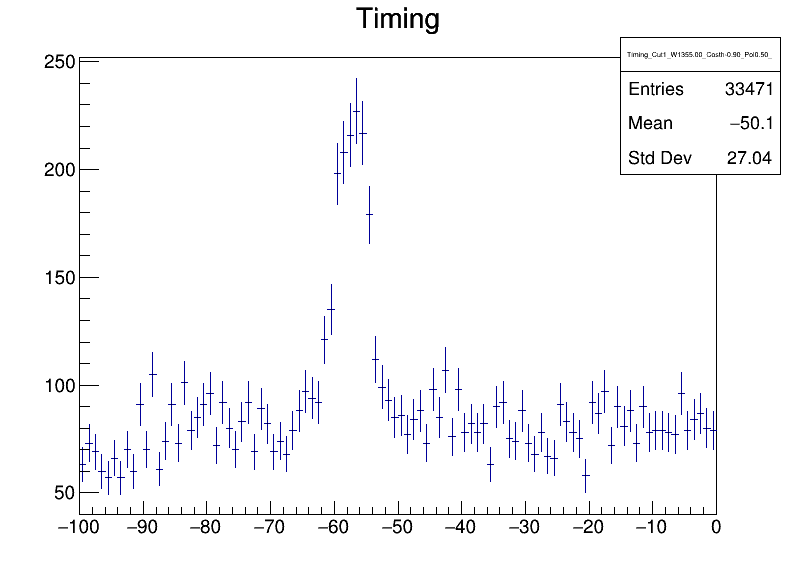 Timing
Timing_Cut1_W1355.00_Costh-0.90_Pol0.50_
Entries 33471
Mean −50.1
Std Dev 27.04
250
200
150
100
50
−100 −90 −80 −70 −60 −50 −40 −30 −20 −10 0